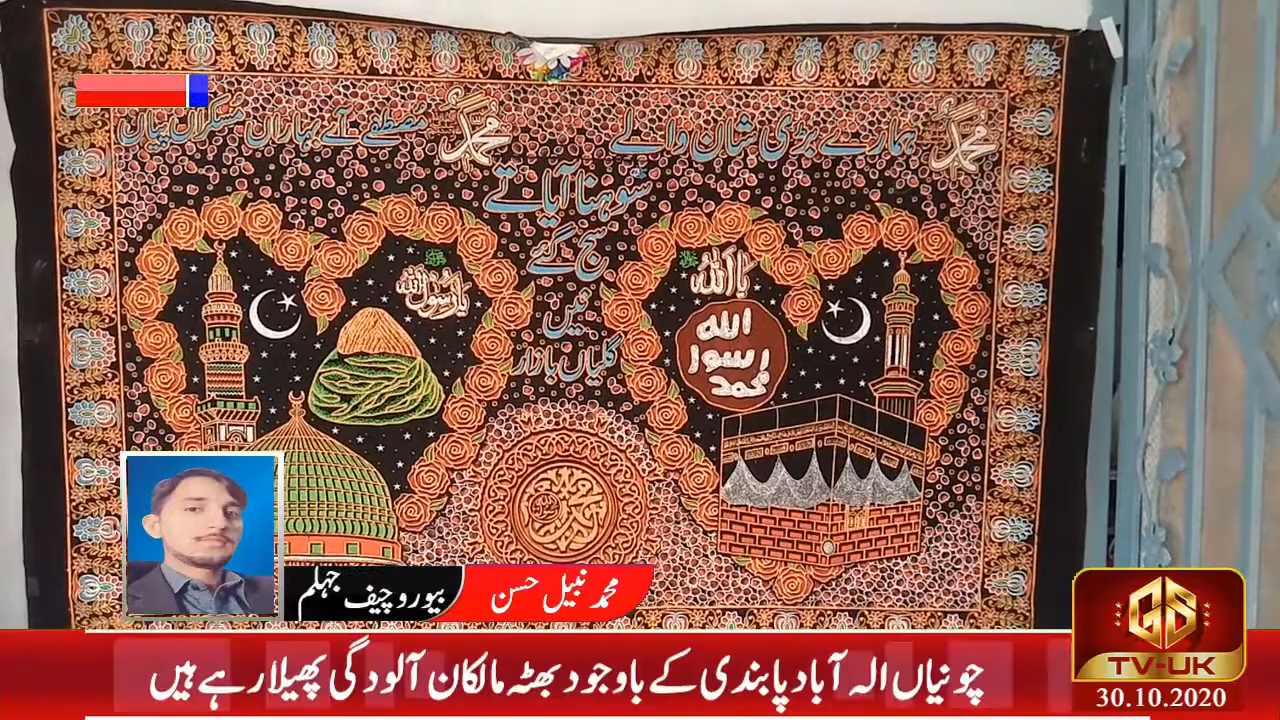 ہمارے بڑی شان والے
محمد
مصطفےٰ آئے بہاراں مسکراں پیاں
محمد
سوہنا آیا تے
سج گئے
نیں
گلیاں بازار
یا رسول اللہ
یا اللہ
الله
رسول
محمد
محمد نبیل حسن
بیورو چیف جہلم
چونیاں الہ آباد پابندی کے باوجود بھٹہ مالکان آلودگی پھیلا رہے ہیں
GS
TV-UK
30.10.2020